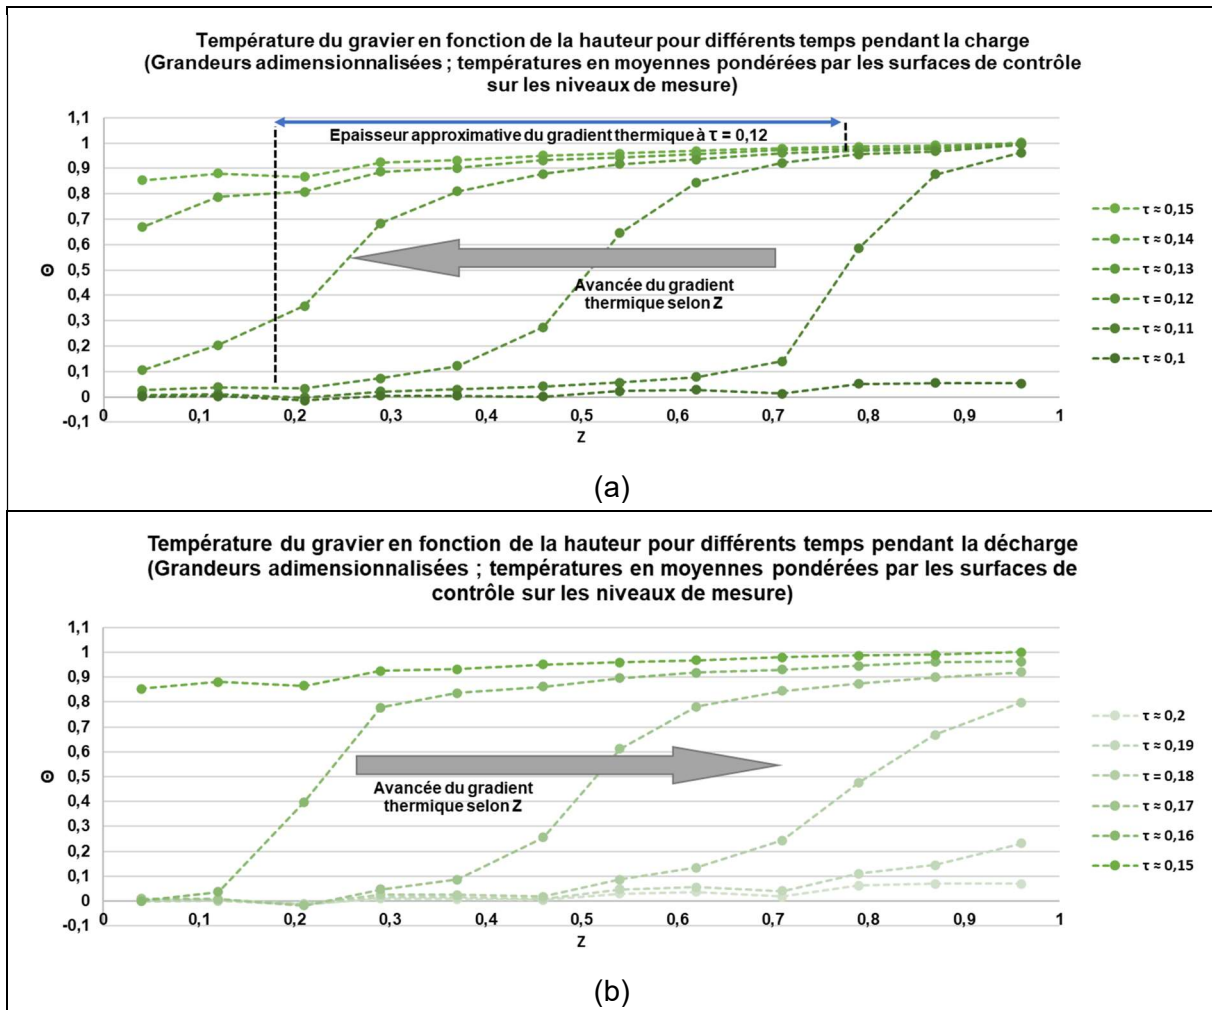 Température du gravier en fonction de la hauteur pour différents temps pendant la charge
(Grandeurs adimensionnalisées ; températures en moyennes pondérées par les surfaces de contrôle
sur les niveaux de mesure)
1,1
1
0,9
0,8
0,7
0,6
0,5
0,4
0,3
0,2
0,1
0
-0,1
Θ
Epaisseur approximative du gradient thermique à τ = 0,12
Avancée du gradient
thermique selon Z
0 0,1 0,2 0,3 0,4 0,5 0,6 0,7 0,8 0,9 1
Z
τ ≈ 0,15
τ ≈ 0,14
τ ≈ 0,13
τ = 0,12
τ ≈ 0,11
τ ≈ 0,1
(a)
Température du gravier en fonction de la hauteur pour différents temps pendant la décharge
(Grandeurs adimensionnalisées ; températures en moyennes pondérées par les surfaces de
contrôle sur les niveaux de mesure)
1,1
1
0,9
0,8
0,7
0,6
0,5
0,4
0,3
0,2
0,1
0
-0,1
Θ
Avancée du gradient
thermique selon Z
0 0,1 0,2 0,3 0,4 0,5 0,6 0,7 0,8 0,9 1
Z
τ ≈ 0,2
τ ≈ 0,19
τ = 0,18
τ ≈ 0,17
τ ≈ 0,16
τ ≈ 0,15
(b)